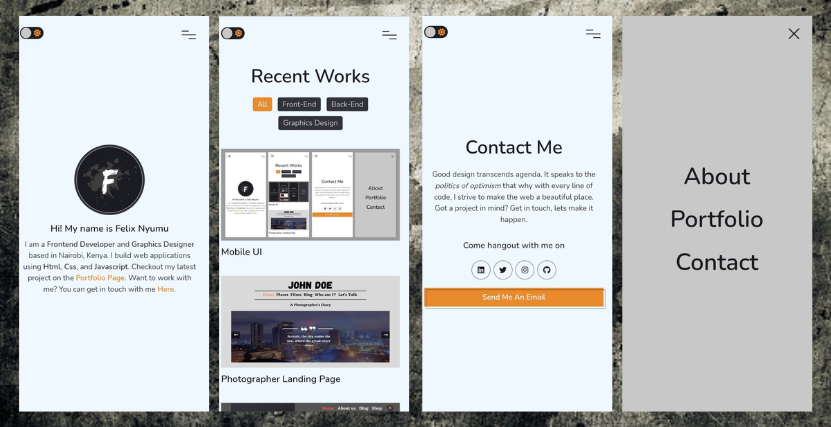 F
Hi! My name is Felix Nyumu
I am a Frontend Developer and Graphics Designer
based in Nairobi, Kenya. I build web applications
using Html, Css, and Javascript. Checkout my latest
project on the Portfolio Page. Want to work with
me? You can get in touch with me Here.
Recent Works
All Front-End Back-End
Graphics Design
Recent Works
Contact Me
About
Portfolio
Contact
Mobile UI
JOHN DOE
Home Places Films Blog Who am I? Let's Talk
A Photographer's Diary
Photographer Landing Page
Home About us Blog Shop
Contact Me
Good design transcends agenda. It speaks to the
politics of optimism that why with every line of
code, I strive to make the web a beautiful place.
Got a project in mind? Get in touch, lets make it
happen.
Come hangout with me on
Send Me An Email
About
Portfolio
Contact